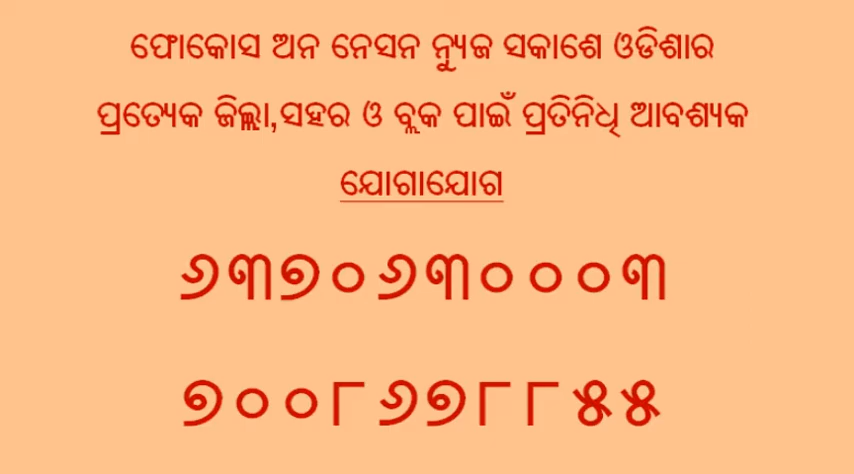 ଫୋକୋସ ଅନ ନେସନ ନ୍ୟୁଜ ସକାଶେ ଓଡିଶାର
ପ୍ରତ୍ୟେକ ଜିଲ୍ଲା,ସହର ଓ ବ୍ଲକ ପାଇଁ ପ୍ରତିନିଧି ଆବଶ୍ୟକ
ଯୋଗାଯୋଗ
୬୩୭୦୬୩୦୦୦୩
୭୦୦୮୬୭୮୮୫୫